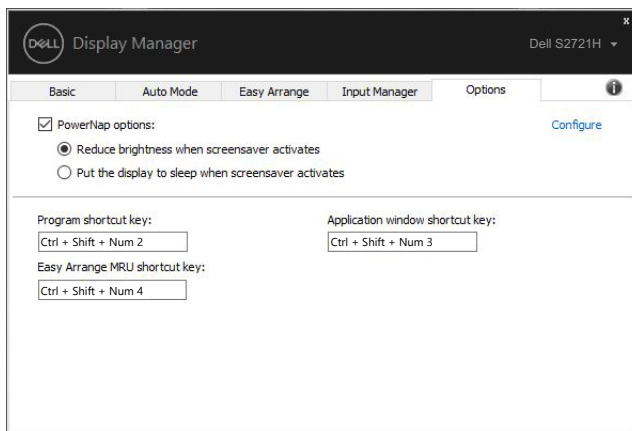 x
DELL Display Manager Dell S2721H
Basic Auto Mode Easy Arrange Input Manager Options
PowerNap options: Configure
Reduce brightness when screensaver activates
Put the display to sleep when screensaver activates
Program shortcut key: Application window shortcut key:
Ctrl + Shift + Num 2 Ctrl + Shift + Num 3
Easy Arrange MRU shortcut key:
Ctrl + Shift + Num 4